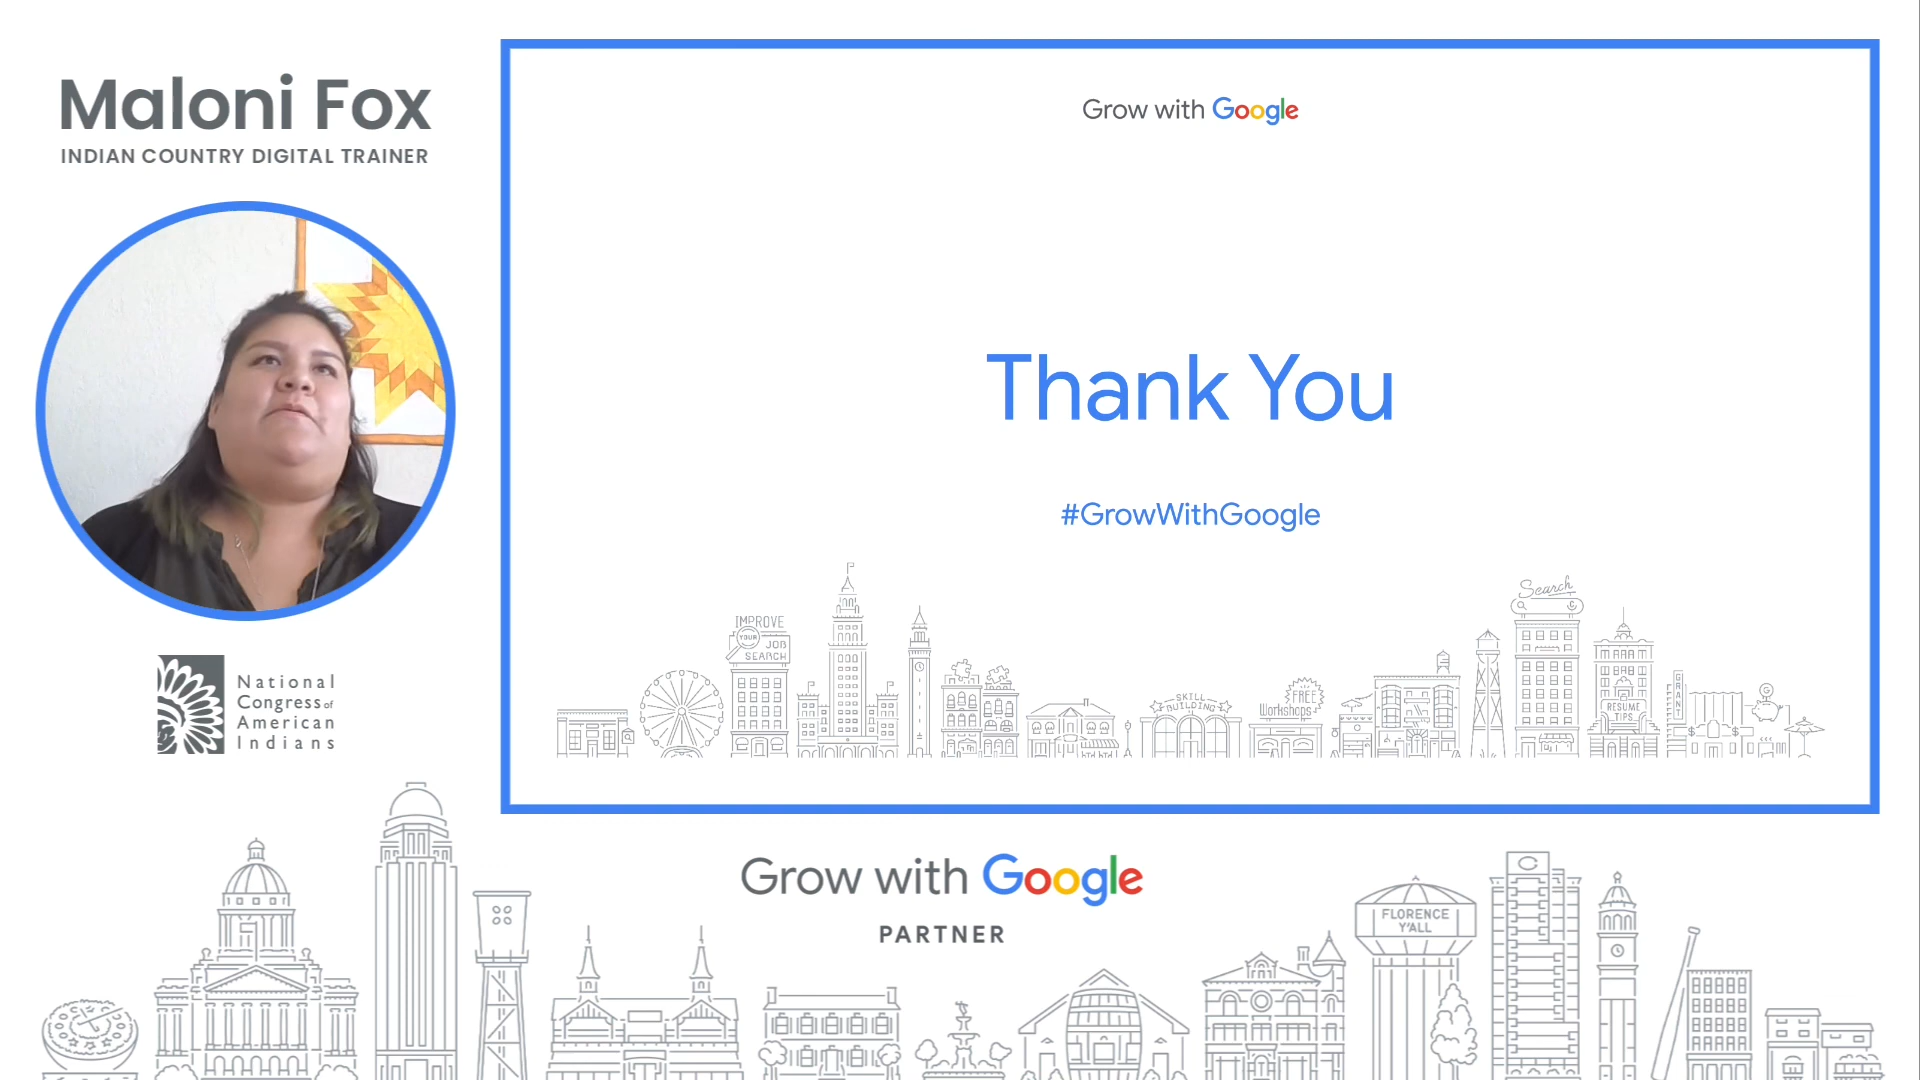 Maloni Fox
INDIAN COUNTRY DIGITAL TRAINER
National
Congress of
American
Indians
Grow with Google
Thank You
#GrowWithGoogle
IMPROVE
YOUR
JOB
SEARCH
SKILL
BUILDING
FREE
Workshops
Search
RESUME
TIPS
GRANT
G
$ $
Grow with Google
PARTNER
FLORENCE
Y'ALL
C